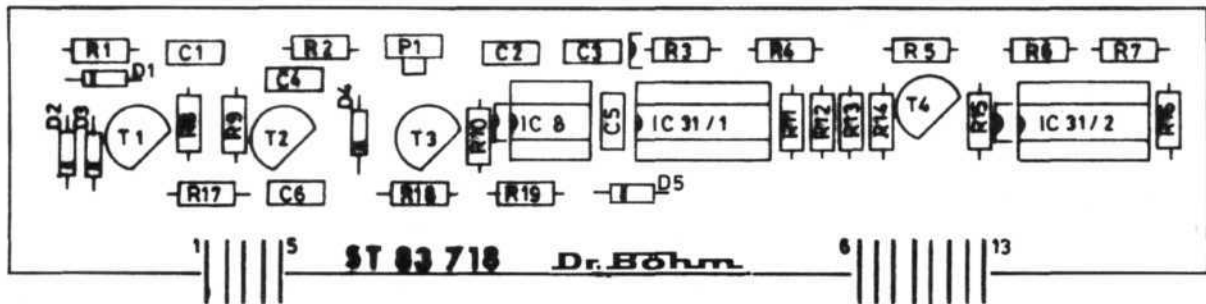 R1 C1 R2 P1 C2 C3 R3 R4 R5 R6 R7
D1 C4
D2 D3 T1 R8 R9 T2 D4 T3 R10 IC 8 C5 IC 31/1 R11 R12 R13 R14 T4 R15 IC 31/2 R16
R17 C6 R18 R19 D5
1 5 ST 83 718 Dr.Böhm 6 13